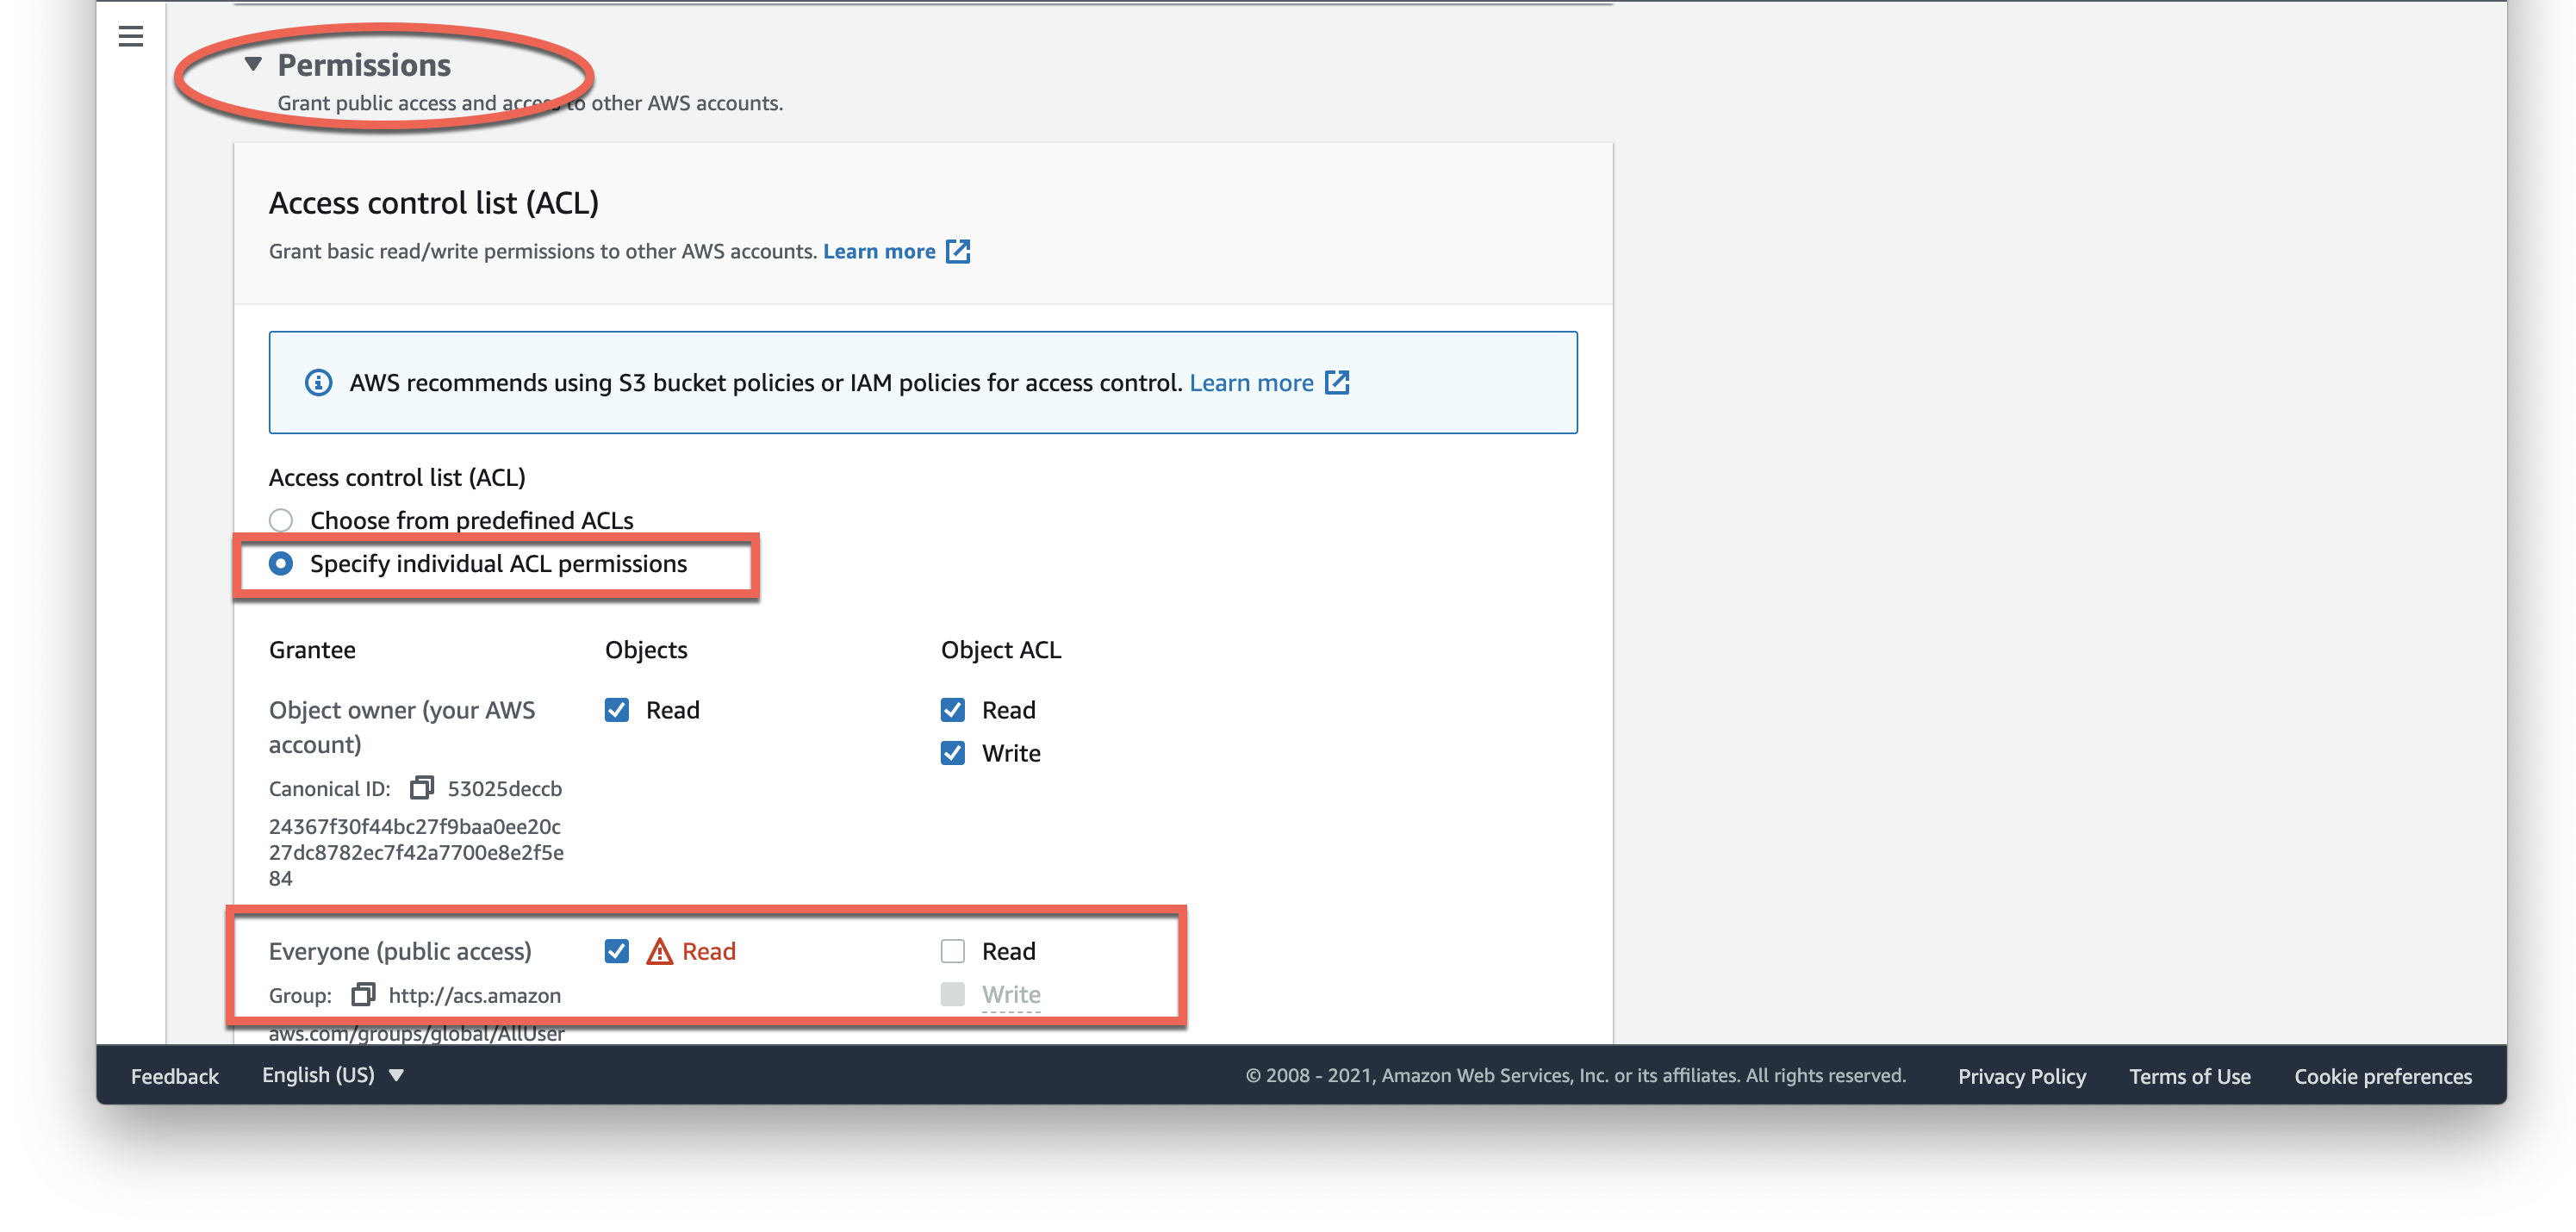 Permissions
Grant public access and access to other AWS accounts.
Access control list (ACL)
Grant basic read/write permissions to other AWS accounts. Learn more
AWS recommends using S3 bucket policies or IAM policies for access control. Learn more
Access control list (ACL)
Choose from predefined ACLs
Specify individual ACL permissions
Grantee Objects Object ACL
Object owner (your AWS Read Read
account) Write
Canonical ID: 53025deccb
24367f30f44bc27f9baa0ee20c
27dc8782ec7f42a7700e8e2f5e
84
Everyone (public access) Read Read
Group: http://acs.amazon Write
aws.com/groups/global/AllUser
Feedback English (US) © 2008 - 2021, Amazon Web Services, Inc. or its affiliates. All rights reserved. Privacy Policy Terms of Use Cookie preferences